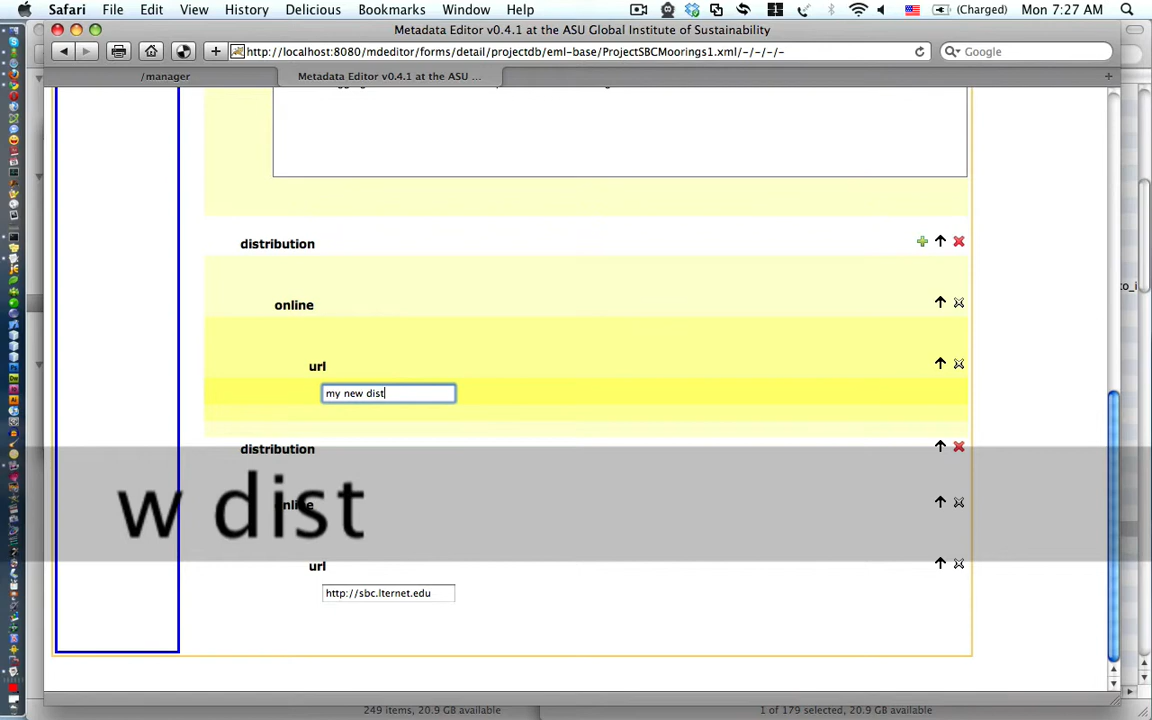 Safari File Edit View History Delicious Bookmarks Window Help (Charged) Mon 7:27 AM
Metadata Editor v0.4.1 at the ASU Global Institute of Sustainability
http://localhost:8080/mdeditor/forms/detail/projectdb/eml-base/ProjectSBCMoorings1.xml/-/-/-/- Google
/manager Metadata Editor v0.4.1 at the ASU ...
distribution
online
url
my new dist
distribution
w dist
online
url
http://sbc.lternet.edu
249 items, 20.9 GB available 1 of 179 selected, 20.9 GB available